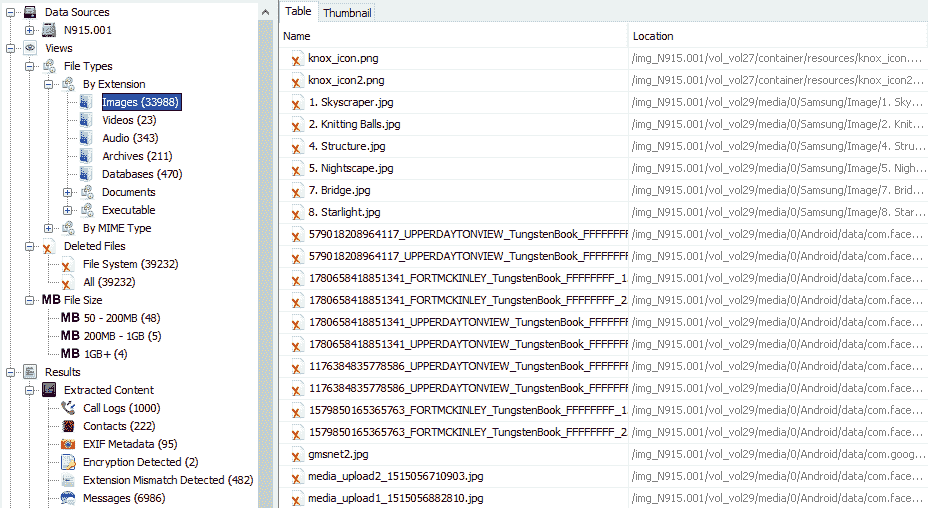 Data Sources
N915.001
Views
File Types
By Extension
Images (33988)
Videos (23)
Audio (343)
Archives (211)
Databases (470)
Documents
Executable
By MIME Type
Deleted Files
File System (39232)
All (39232)
MB File Size
MB 50 - 200MB (48)
MB 200MB - 1GB (5)
MB 1GB+ (4)
Results
Extracted Content
Call Logs (1000)
Contacts (222)
EXIF Metadata (95)
Encryption Detected (2)
Extension Mismatch Detected (482)
Messages (6986)
Table Thumbnail
Name Location
knox_icon.png /img_N915.001/vol_vol27/container/resources/knox_icon....
knox_icon2.png /img_N915.001/vol_vol27/container/resources/knox_icon2...
1. Skyscraper.jpg /img_N915.001/vol_vol29/media/0/Samsung/Image/1. Sky...
2. Knitting Balls.jpg /img_N915.001/vol_vol29/media/0/Samsung/Image/2. Knit...
4. Structure.jpg /img_N915.001/vol_vol29/media/0/Samsung/Image/4. Stru...
5. Nightscape.jpg /img_N915.001/vol_vol29/media/0/Samsung/Image/5. Nigh...
7. Bridge.jpg /img_N915.001/vol_vol29/media/0/Samsung/Image/7. Brid...
8. Starlight.jpg /img_N915.001/vol_vol29/media/0/Samsung/Image/8. Star...
579018208964117_UPPERDAYTONVIEW_TungstenBook_FFFFFFFF /img_N915.001/vol_vol29/media/0/Android/data/com.face...
579018208964117_UPPERDAYTONVIEW_TungstenBook_FFFFFFFF /img_N915.001/vol_vol29/media/0/Android/data/com.face...
1780658418851341_FORTMCKINLEY_TungstenBook_FFFFFFFF_1 /img_N915.001/vol_vol29/media/0/Android/data/com.face...
1780658418851341_FORTMCKINLEY_TungstenBook_FFFFFFFF_2 /img_N915.001/vol_vol29/media/0/Android/data/com.face...
1780658418851341_UPPERDAYTONVIEW_TungstenBook_FFFFFFF /img_N915.001/vol_vol29/media/0/Android/data/com.face...
1780658418851341_UPPERDAYTONVIEW_TungstenBook_FFFFFFF /img_N915.001/vol_vol29/media/0/Android/data/com.face...
1176384835778586_UPPERDAYTONVIEW_TungstenBook_FFFFFFF /img_N915.001/vol_vol29/media/0/Android/data/com.face...
1176384835778586_UPPERDAYTONVIEW_TungstenBook_FFFFFFF /img_N915.001/vol_vol29/media/0/Android/data/com.face...
1579850165365763_FORTMCKINLEY_TungstenBook_FFFFFFFF_1 /img_N915.001/vol_vol29/media/0/Android/data/com.face...
1579850165365763_FORTMCKINLEY_TungstenBook_FFFFFFFF_2 /img_N915.001/vol_vol29/media/0/Android/data/com.face...
gmsnet2.jpg /img_N915.001/vol_vol29/media/0/Android/data/com.goog...
media_upload2_1515056710903.jpg /img_N915.001/vol_vol29/media/0/Android/data/com.face...
media_upload1_1515056882810.jpg /img_N915.001/vol_vol29/media/0/Android/data/com.face...